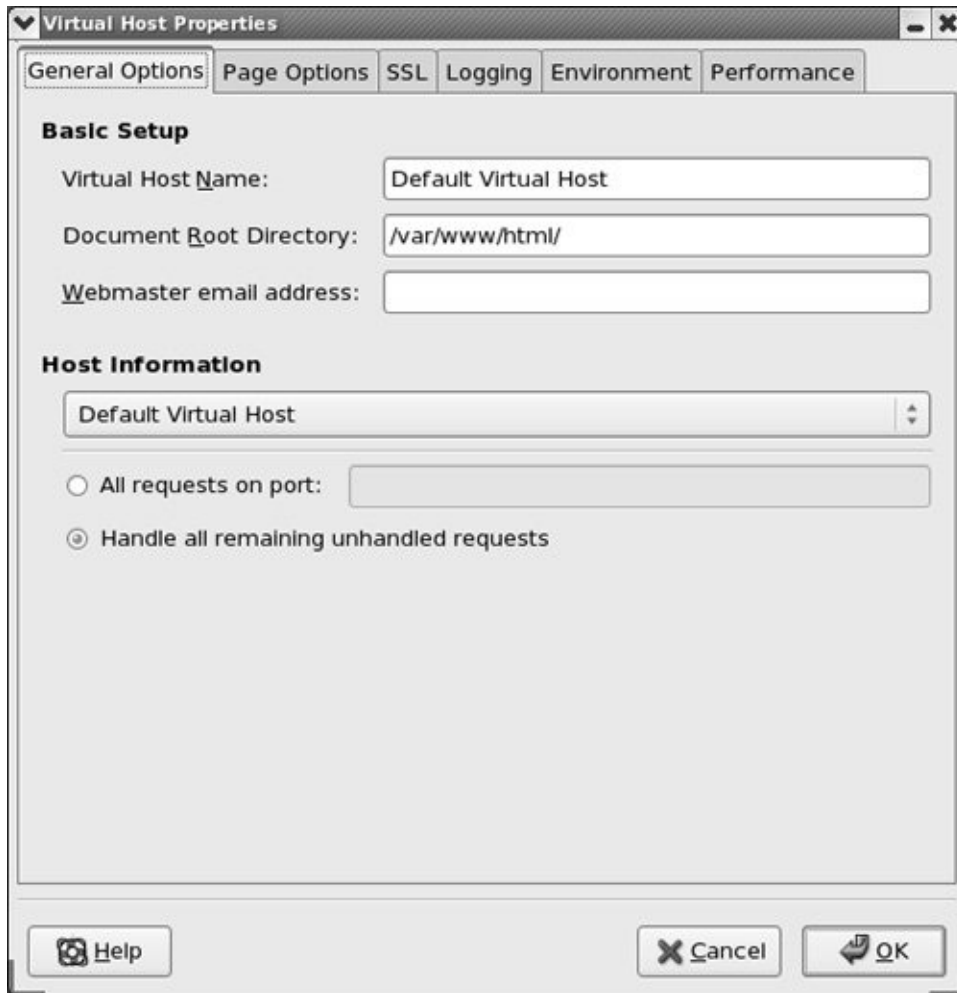 Virtual Host Properties
General Options Page Options SSL Logging Environment Performance
Basic Setup
Virtual Host Name: Default Virtual Host
Document Root Directory: /var/www/html/
Webmaster email address:
Host Information
Default Virtual Host
All requests on port:
Handle all remaining unhandled requests
Help Cancel OK